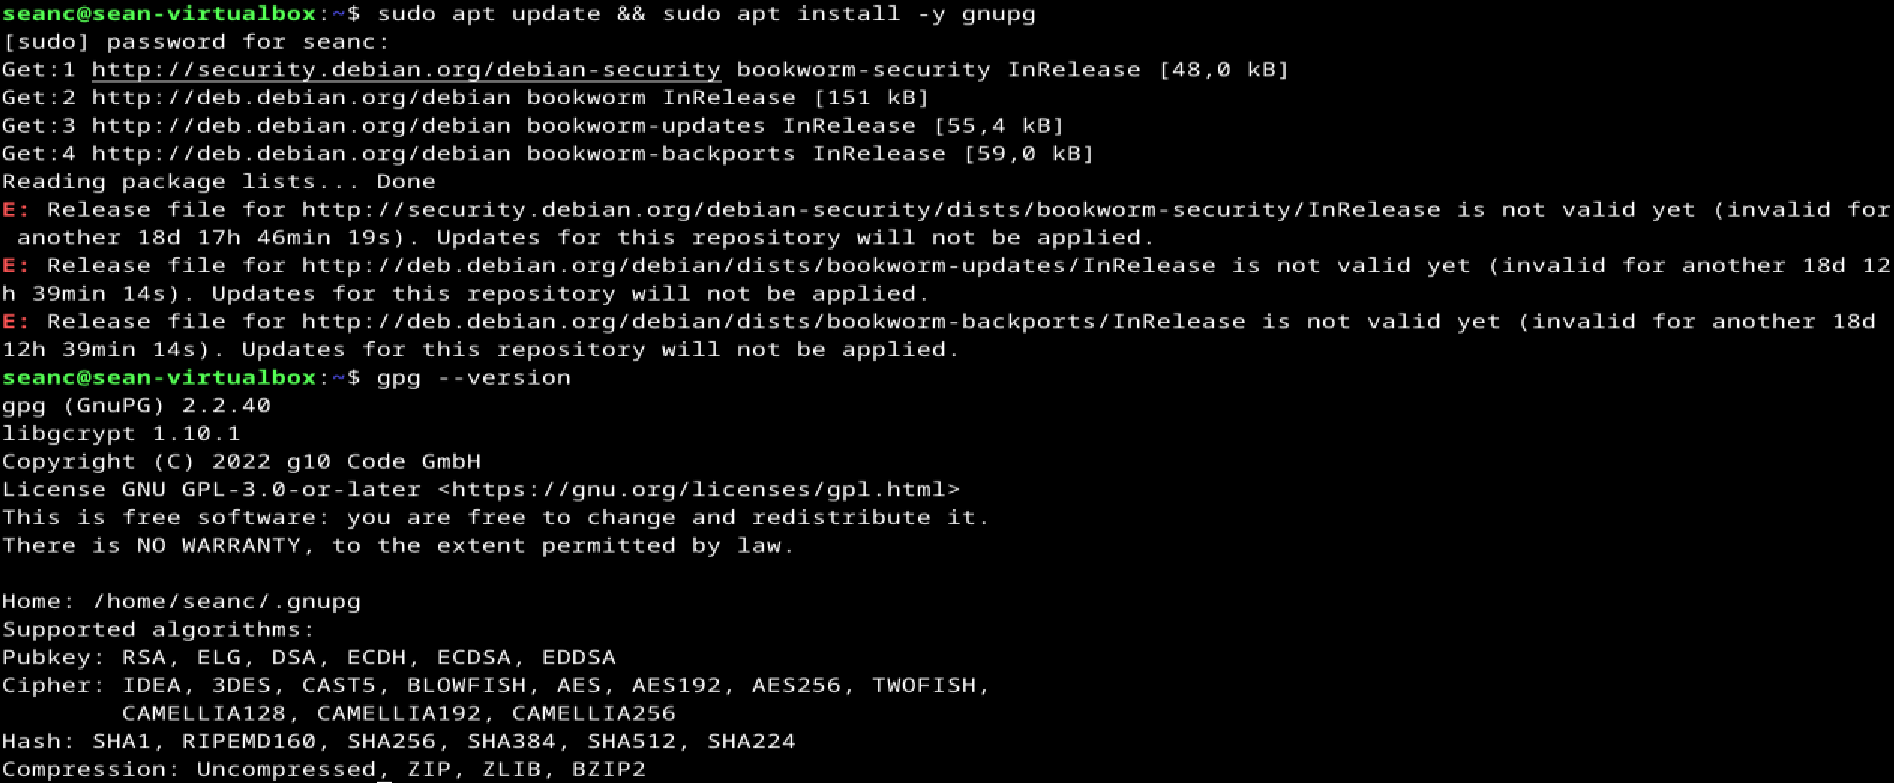 seanc@sean-virtualbox:~$ sudo apt update && sudo apt install -y gnupg
[sudo] password for seanc:
Get:1 http://security.debian.org/debian-security bookworm-security InRelease [48,0 kB]
Get:2 http://deb.debian.org/debian bookworm InRelease [151 kB]
Get:3 http://deb.debian.org/debian bookworm-updates InRelease [55,4 kB]
Get:4 http://deb.debian.org/debian bookworm-backports InRelease [59,0 kB]
Reading package lists... Done
E: Release file for http://security.debian.org/debian-security/dists/bookworm-security/InRelease is not valid yet (invalid for
 another 18d 17h 46min 19s). Updates for this repository will not be applied.
E: Release file for http://deb.debian.org/debian/dists/bookworm-updates/InRelease is not valid yet (invalid for another 18d 12
h 39min 14s). Updates for this repository will not be applied.
E: Release file for http://deb.debian.org/debian/dists/bookworm-backports/InRelease is not valid yet (invalid for another 18d
12h 39min 14s). Updates for this repository will not be applied.
seanc@sean-virtualbox:~$ gpg --version
gpg (GnuPG) 2.2.40
libgcrypt 1.10.1
Copyright (C) 2022 g10 Code GmbH
License GNU GPL-3.0-or-later <https://gnu.org/licenses/gpl.html>
This is free software: you are free to change and redistribute it.
There is NO WARRANTY, to the extent permitted by law.

Home: /home/seanc/.gnupg
Supported algorithms:
Pubkey: RSA, ELG, DSA, ECDH, ECDSA, EDDSA
Cipher: IDEA, 3DES, CAST5, BLOWFISH, AES, AES192, AES256, TWOFISH,
        CAMELLIA128, CAMELLIA192, CAMELLIA256
Hash: SHA1, RIPEMD160, SHA256, SHA384, SHA512, SHA224
Compression: Uncompressed, ZIP, ZLIB, BZIP2